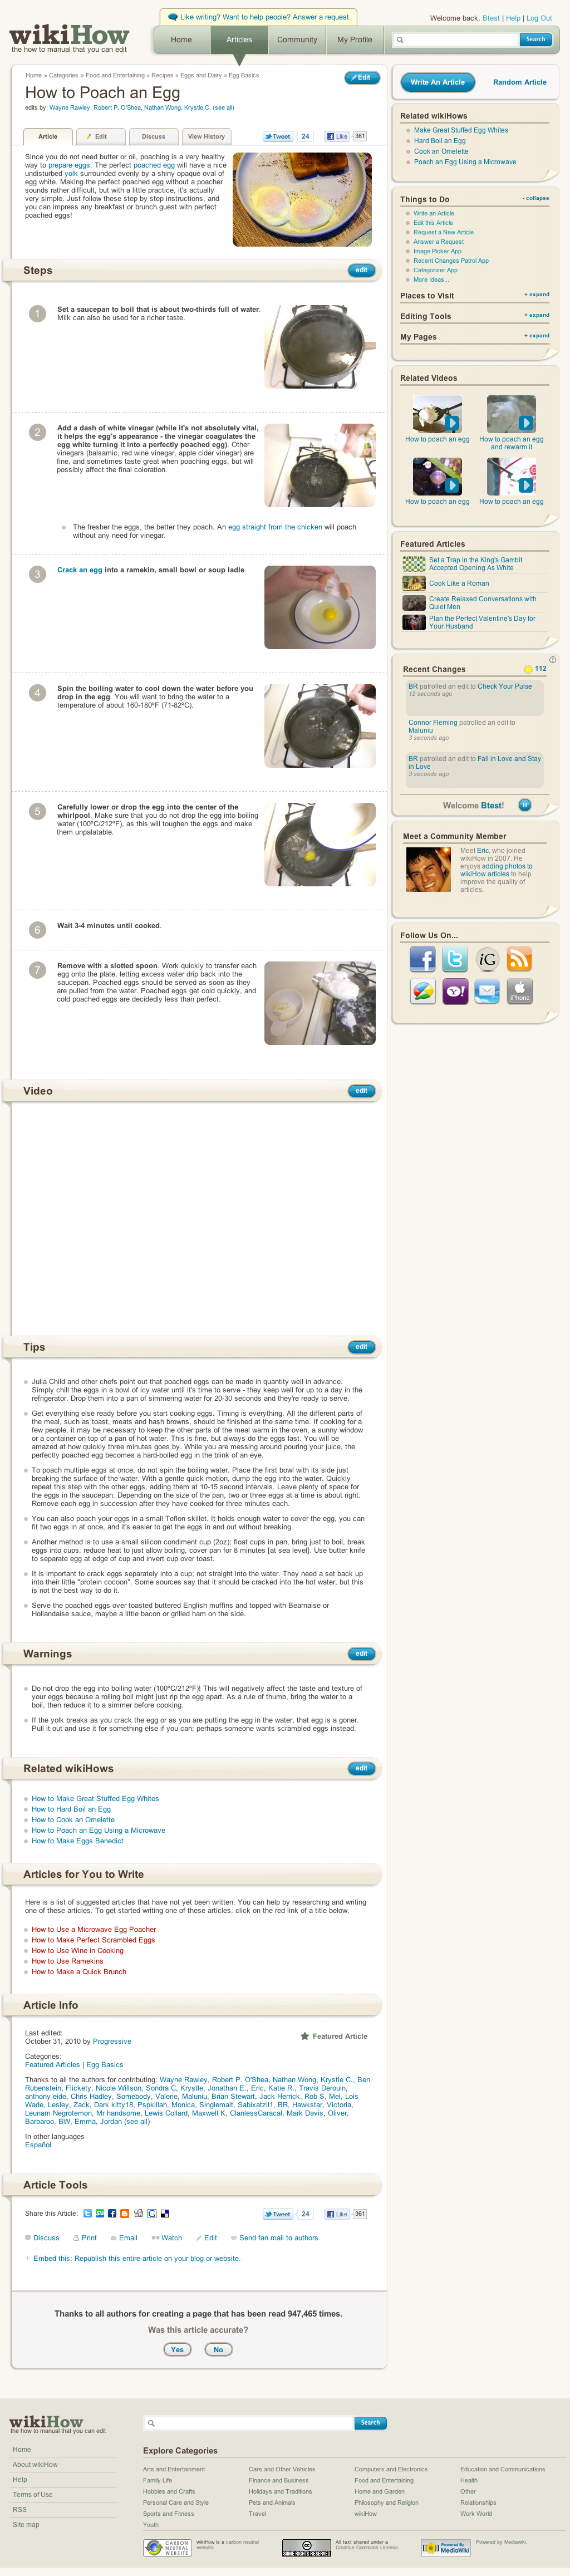 Like writing? Want to help people? Answer a request
Welcome back, Btest | Help | Log Out
wikiHow
the how to manual that you can edit
Home
Articles
Community
My Profile
Search
Home » Categories » Food and Entertaining » Recipes » Eggs and Dairy » Egg Basics
Edit
How to Poach an Egg
edits by: Wayne Rawley, Robert P. O'Shea, Nathan Wong, Krystle C. (see all)
Article
Edit
Discuss
View History
Tweet 24
Like 361
Since you do not need butter or oil, poaching is a very healthy
way to prepare eggs. The perfect poached egg will have a nice
undisturbed yolk surrounded evenly by a shiny opaque oval of
egg white. Making the perfect poached egg without a poacher
sounds rather difficult, but with a little practice, it's actually
very simple. Just follow these step by step instructions, and
you can impress any breakfast or brunch guest with perfect
poached eggs!
Steps
edit
1
Set a saucepan to boil that is about two-thirds full of water.
Milk can also be used for a richer taste.
2
Add a dash of white vinegar (while it's not absolutely vital,
it helps the egg's appearance - the vinegar coagulates the
egg white turning it into a perfectly poached egg). Other
vinegars (balsamic, red wine vinegar, apple cider vinegar) are
fine, and sometimes taste great when poaching eggs, but will
possibly affect the final coloration.
The fresher the eggs, the better they poach. An egg straight from the chicken will poach
without any need for vinegar.
3
Crack an egg into a ramekin, small bowl or soup ladle.
4
Spin the boiling water to cool down the water before you
drop in the egg. You will want to bring the water to a
temperature of about 160-180ºF (71-82ºC).
5
Carefully lower or drop the egg into the center of the
whirlpool. Make sure that you do not drop the egg into boiling
water (100ºC/212ºF), as this will toughen the eggs and make
them unpalatable.
6
Wait 3-4 minutes until cooked.
7
Remove with a slotted spoon. Work quickly to transfer each
egg onto the plate, letting excess water drip back into the
saucepan. Poached eggs should be served as soon as they
are pulled from the water. Poached eggs get cold quickly, and
cold poached eggs are decidedly less than perfect.
Video
edit
Tips
edit
Julia Child and other chefs point out that poached eggs can be made in quantity well in advance.
Simply chill the eggs in a bowl of icy water until it's time to serve - they keep well for up to a day in the
refrigerator. Drop them into a pan of simmering water for 20-30 seconds and they're ready to serve.
Get everything else ready before you start cooking eggs. Timing is everything. All the different parts of
the meal, such as toast, meats and hash browns, should be finished at the same time. If cooking for a
few people, it may be necessary to keep the other parts of the meal warm in the oven, a sunny window
or a container on top of a pan of hot water. This is fine, but always do the eggs last. You will be
amazed at how quickly three minutes goes by. While you are messing around pouring your juice, the
perfectly poached egg becomes a hard-boiled egg in the blink of an eye.
To poach multiple eggs at once, do not spin the boiling water. Place the first bowl with its side just
breaking the surface of the water. With a gentle quick motion, dump the egg into the water. Quickly
repeat this step with the other eggs, adding them at 10-15 second intervals. Leave plenty of space for
the eggs in the saucepan. Depending on the size of the pan, two or three eggs at a time is about right.
Remove each egg in succession after they have cooked for three minutes each.
You can also poach your eggs in a small Teflon skillet. It holds enough water to cover the egg, you can
fit two eggs in at once, and it's easier to get the eggs in and out without breaking.
Another method is to use a small silicon condiment cup (2oz); float cups in pan, bring just to boil, break
eggs into cups, reduce heat to just allow boiling, cover pan for 8 minutes [at sea level]. Use butter knife
to separate egg at edge of cup and invert cup over toast.
It is important to crack eggs separately into a cup; not straight into the water. They need a set back up
into their little "protein cocoon". Some sources say that it should be cracked into the hot water, but this
is not the best way to do it.
Serve the poached eggs over toasted buttered English muffins and topped with Bearnaise or
Hollandaise sauce, maybe a little bacon or grilled ham on the side.
Warnings
edit
Do not drop the egg into boiling water (100ºC/212ºF)! This will negatively affect the taste and texture of
your eggs because a rolling boil might just rip the egg apart. As a rule of thumb, bring the water to a
boil, then reduce it to a simmer before cooking.
If the yolk breaks as you crack the egg or as you are putting the egg in the water, that egg is a goner.
Pull it out and use it for something else if you can; perhaps someone wants scrambled eggs instead.
Related wikiHows
edit
How to Make Great Stuffed Egg Whites
How to Hard Boil an Egg
How to Cook an Omelette
How to Poach an Egg Using a Microwave
How to Make Eggs Benedict
Articles for You to Write
Here is a list of suggested articles that have not yet been written. You can help by researching and writing
one of these articles. To get started writing one of these articles, click on the red link of a title below.
How to Use a Microwave Egg Poacher
How to Make Perfect Scrambled Eggs
How to Use Wine in Cooking
How to Use Ramekins
How to Make a Quick Brunch
Article Info
Last edited:
October 31, 2010 by Progressive
Featured Article
Categories:
Featured Articles | Egg Basics
Thanks to all the authors for contributing: Wayne Rawley, Robert P. O'Shea, Nathan Wong, Krystle C., Ben
Rubenstein, Flickety, Nicole Willson, Sondra C, Krystle, Jonathan E., Eric, Katie R., Travis Derouin,
anthony eide, Chris Hadley, Somebody, Valerie, Maluniu, Brian Stewart, Jack Herrick, Rob S, Mel, Lois
Wade, Lesley, Zack, Dark kitty18, Pspkillah, Monica, Singlemalt, Sabixatzil1, BR, Hawkstar, Victoria,
Leunam Negrotemon, Mr handsome, Lewis Collard, Maxwell K, ClanlessCaracal, Mark Davis, Oliver,
Barbaroo, BW, Emma, Jordan (see all)
In other languages
Español
Article Tools
Share this Article:
Tweet 24
Like 361
Discuss
Print
Email
Watch
Edit
Send fan mail to authors
Embed this: Republish this entire article on your blog or website.
Thanks to all authors for creating a page that has been read 947,465 times.
Was this article accurate?
Yes
No
Write An Article
Random Article
Related wikiHows
Make Great Stuffed Egg Whites
Hard Boil an Egg
Cook an Omelette
Poach an Egg Using a Microwave
Things to Do
- collapse
Write an Article
Edit this Article
Request a New Article
Answer a Request
Image Picker App
Recent Changes Patrol App
Categorizer App
More Ideas...
Places to Visit
+ expand
Editing Tools
+ expand
My Pages
+ expand
Related Videos
How to poach an egg
How to poach an egg
and rewarm it
How to poach an egg
How to poach an egg
Featured Articles
Set a Trap in the King's Gambit
Accepted Opening As White
Cook Like a Roman
Create Relaxed Conversations with
Quiet Men
Plan the Perfect Valentine's Day for
Your Husband
Recent Changes
112
BR patrolled an edit to Check Your Pulse
12 seconds ago
Connor Fleming patrolled an edit to
Maluniu
3 seconds ago
BR patrolled an edit to Fall in Love and Stay
in Love
3 seconds ago
Welcome Btest!
Meet a Community Member
Meet Eric, who joined
wikiHow in 2007. He
enjoys adding photos to
wikiHow articles to help
improve the quality of
articles.
Follow Us On...
iG
Y!
iPhone
wikiHow
the how to manual that you can edit
Search
Home
About wikiHow
Help
Terms of Use
RSS
Site map
Explore Categories
Arts and Entertainment
Cars and Other Vehicles
Computers and Electronics
Education and Communications
Family Life
Finance and Business
Food and Entertaining
Health
Hobbies and Crafts
Holidays and Traditions
Home and Garden
Other
Personal Care and Style
Pets and Animals
Philosophy and Religion
Relationships
Sports and Fitness
Travel
wikiHow
Work World
Youth
CARBON
NEUTRAL
WEBSITE
wikiHow is a carbon neutral
website
SOME RIGHTS RESERVED
All text shared under a
Creative Commons License.
Powered By
MediaWiki
Powered by Mediawiki.